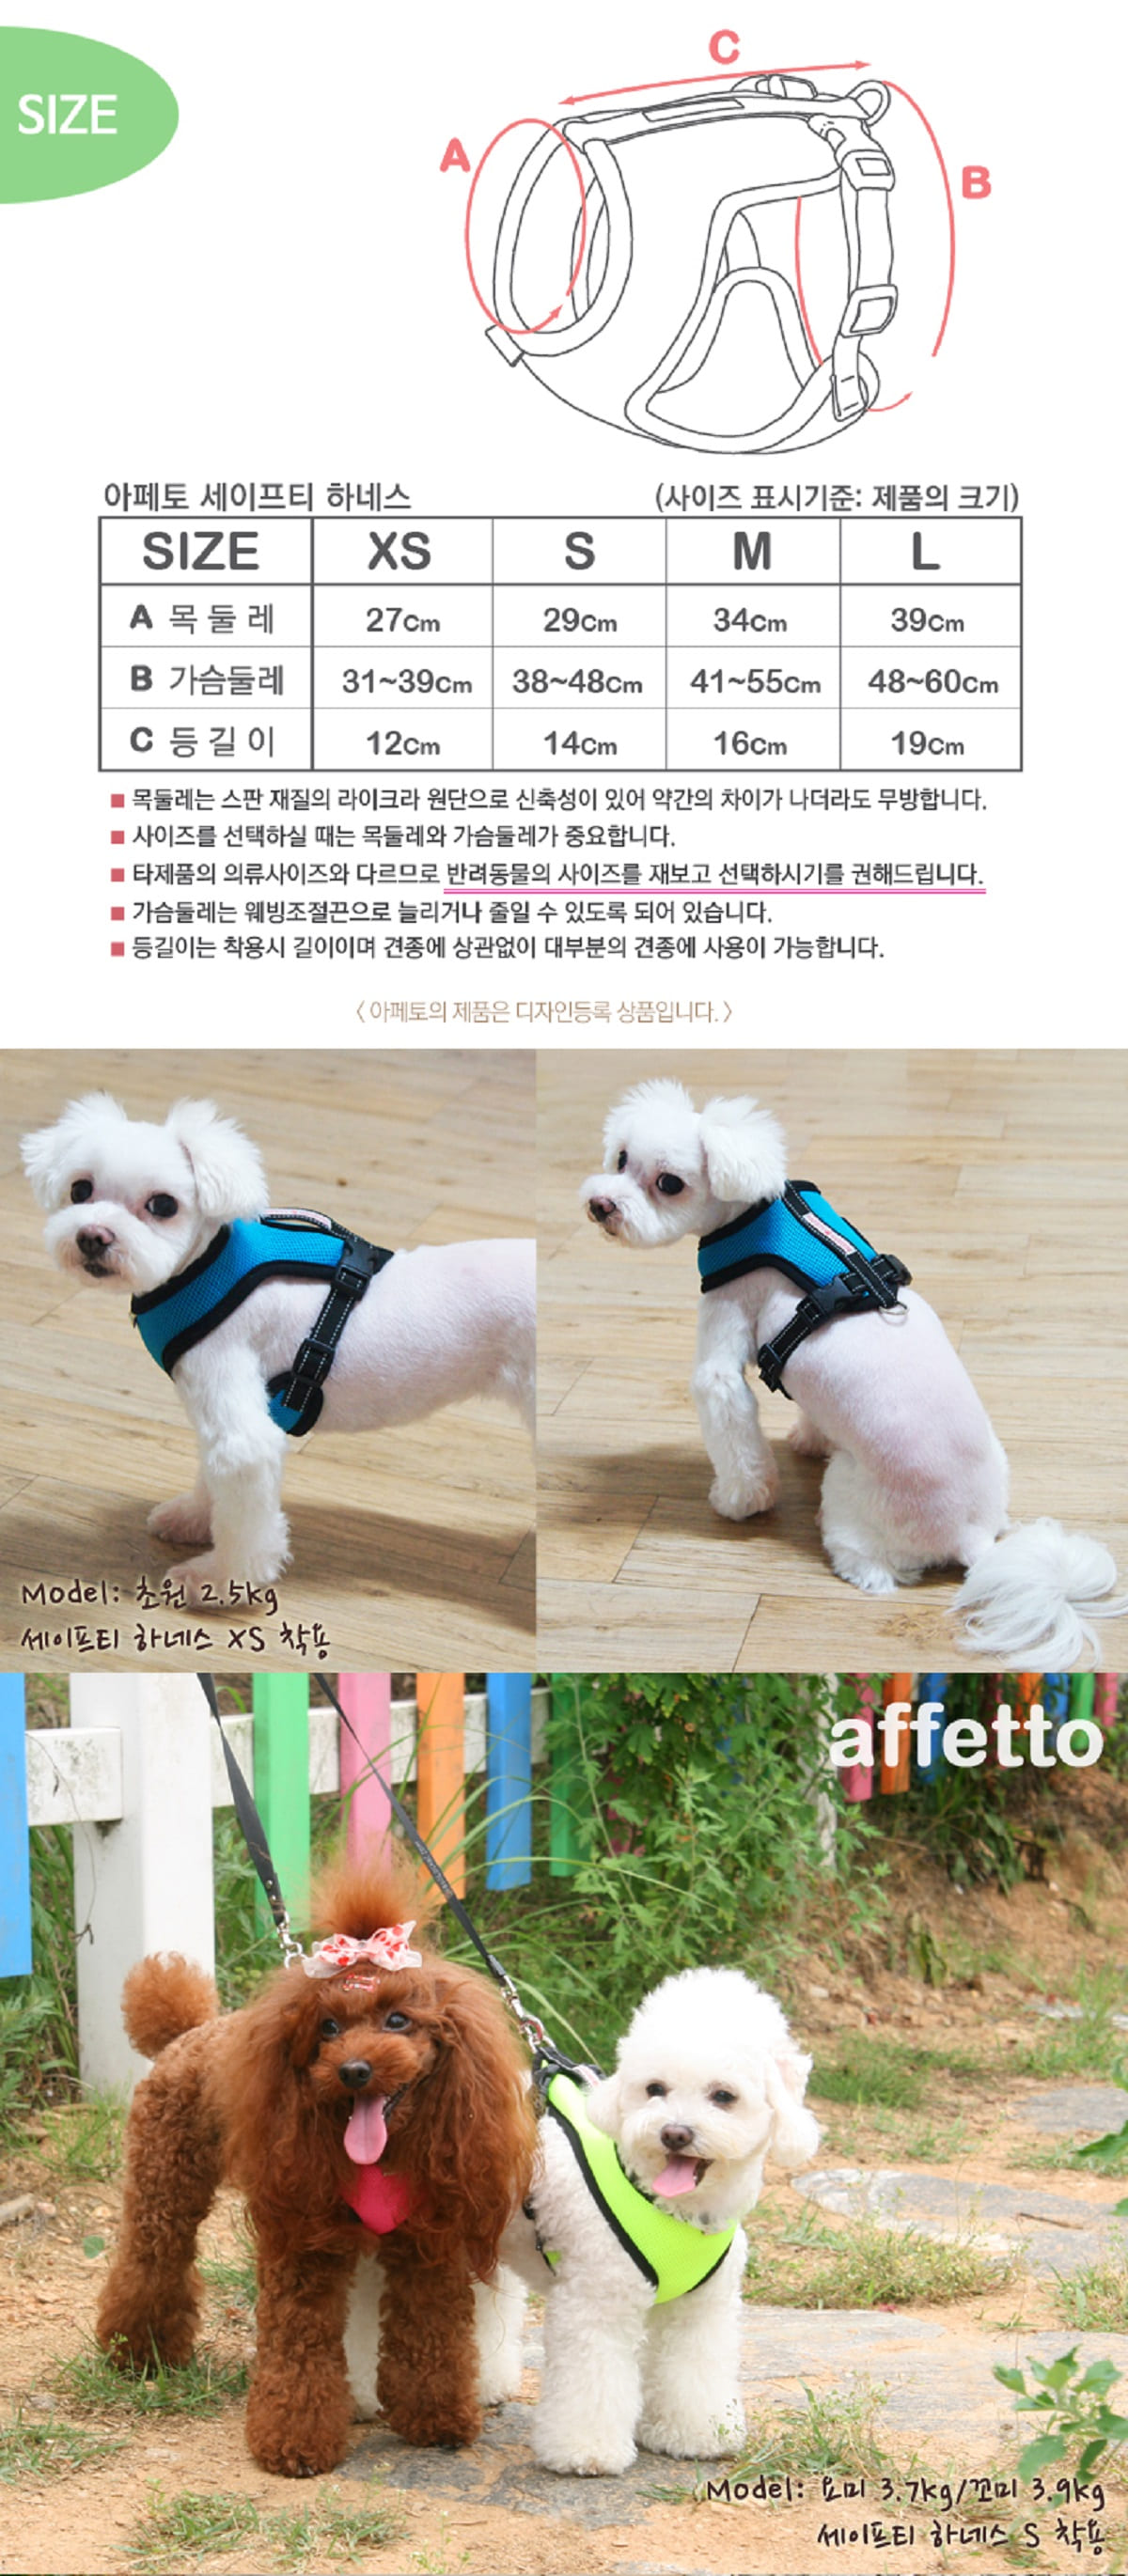 SIZE
C
A
B
아페토 세이프티 하네스 (사이즈 표시기준: 제품의 크기)
SIZE XS S M L
A 목 둘 레 27Cm 29Cm 34Cm 39Cm
B 가슴둘레 31~39Cm 38~48Cm 41~55Cm 48~60Cm
C 등 길 이 12Cm 14Cm 16Cm 19Cm
■ 목둘레는 스판 재질의 라이크라 원단으로 신축성이 있어 약간의 차이가 나더라도 무방합니다.
■ 사이즈를 선택하실 때는 목둘레와 가슴둘레가 중요합니다.
■ 타제품의 의류사이즈와 다르므로 반려동물의 사이즈를 재보고 선택하시기를 권해드립니다.
■ 가슴둘레는 웨빙조절끈으로 늘리거나 줄일 수 있도록 되어 있습니다.
■ 등길이는 착용시 길이이며 견종에 상관없이 대부분의 견종에 사용이 가능합니다.
〈 아페토의 제품은 디자인등록 상품입니다. 〉
Model: 초원 2.5kg
세이프티 하네스 XS 착용
affetto
Model: 요미 3.7kg/꼬미 3.9kg
세이프티 하네스 S 착용